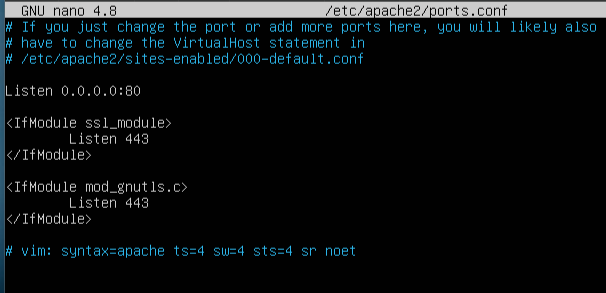 GNU nano 4.8 /etc/apache2/ports.conf
# If you just change the port or add more ports here, you will likely also
# have to change the VirtualHost statement in
# /etc/apache2/sites-enabled/000-default.conf
Listen 0.0.0.0:80
<IfModule ssl_module>
Listen 443
</IfModule>
<IfModule mod_gnutls.c>
Listen 443
</IfModule>
# vim: syntax=apache ts=4 sw=4 sts=4 sr noet